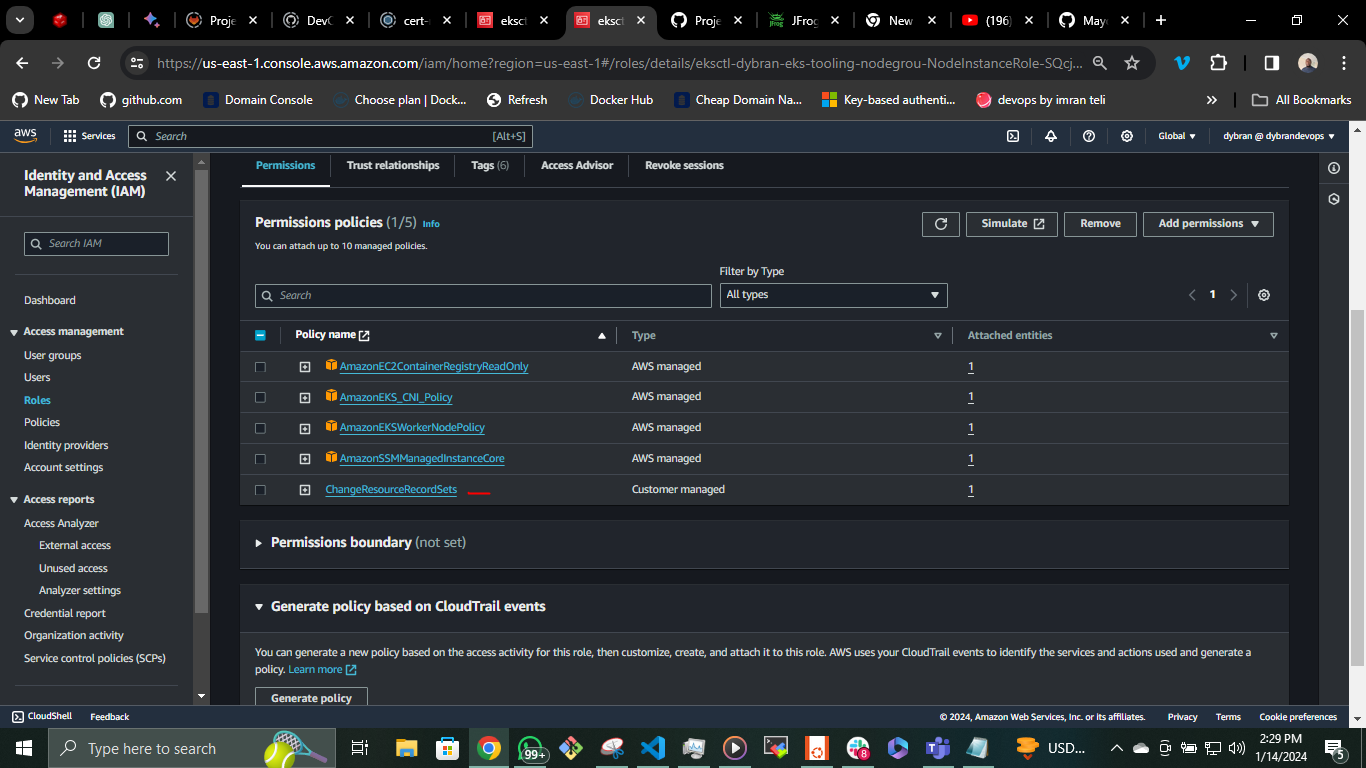 Proje
DevO
cert-
eksct
eksct
Proje
JFrog
New
(196)
Mayo
https://us-east-1.console.aws.amazon.com/iam/home?region=us-east-1#/roles/details/eksctl-dybran-eks-tooling-nodegrou-NodeInstanceRole-SQcj...
New Tab
github.com
Domain Console
Choose plan | Dock...
Refresh
Docker Hub
Cheap Domain Na...
Key-based authenti...
devops by imran teli
All Bookmarks
aws
Services
Search
[Alt+S]
Global
dybran @ dybrandevops
Identity and Access
Management (IAM)
Search IAM
Dashboard
Access management
User groups
Users
Roles
Policies
Identity providers
Account settings
Access reports
Access Analyzer
External access
Unused access
Analyzer settings
Credential report
Organization activity
Service control policies (SCPs)
Permissions
Trust relationships
Tags (6)
Access Advisor
Revoke sessions
Permissions policies (1/5) Info
You can attach up to 10 managed policies.
Simulate
Remove
Add permissions
Filter by Type
Search
All types
1
Policy name
Type
Attached entities
AmazonEC2ContainerRegistryReadOnly
AWS managed
1
AmazonEKS_CNI_Policy
AWS managed
1
AmazonEKSWorkerNodePolicy
AWS managed
1
AmazonSSMManagedInstanceCore
AWS managed
1
ChangeResourceRecordSets
Customer managed
1
Permissions boundary (not set)
Generate policy based on CloudTrail events
You can generate a new policy based on the access activity for this role, then customize, create, and attach it to this role. AWS uses your CloudTrail events to identify the services and actions used and generate a
policy. Learn more
Generate policy
CloudShell
Feedback
© 2024, Amazon Web Services, Inc. or its affiliates.
Privacy
Terms
Cookie preferences
Type here to search
99+
8
USD...
2:29 PM
1/14/2024
5